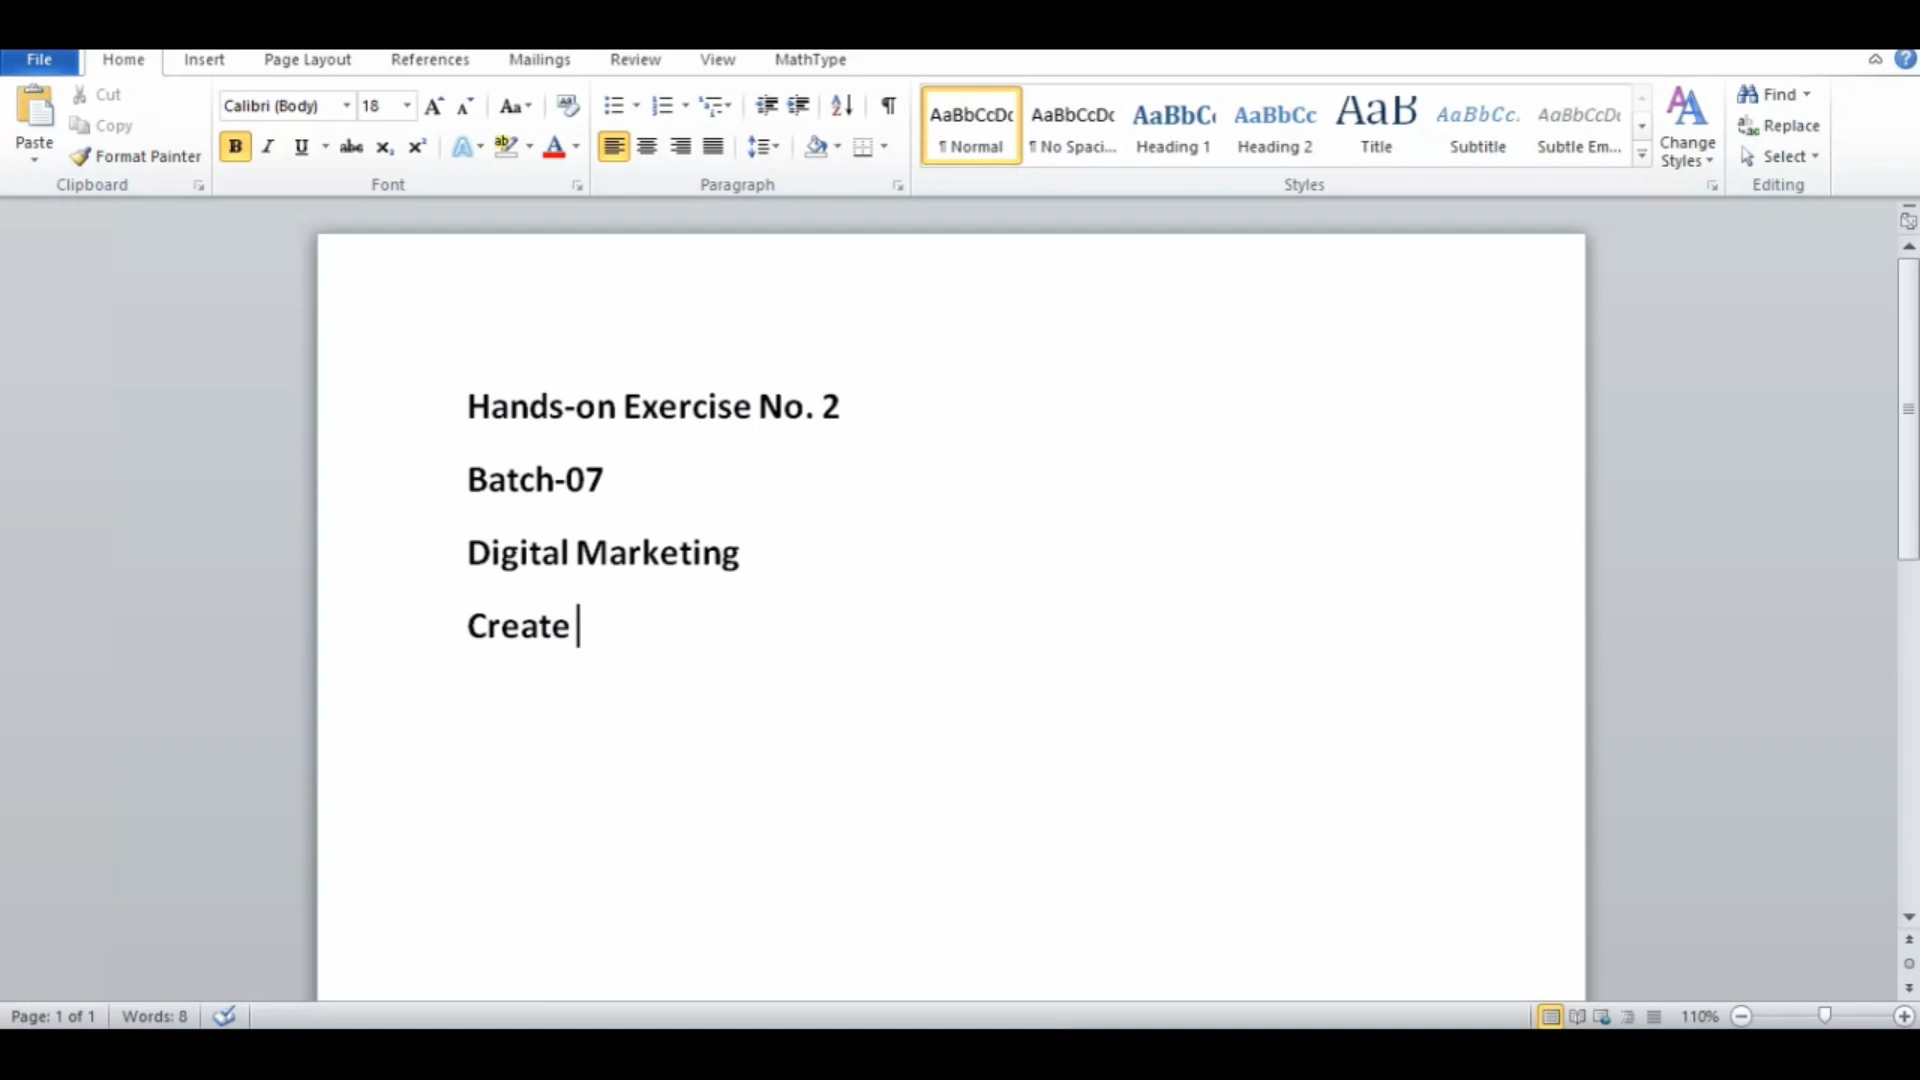 File Home Insert Page Layout References Mailings Review View MathType
Paste
Cut
Copy
Format Painter
Clipboard
Calibri (Body) 18
Font
Paragraph
AaBbCcDc AaBbCcDc AaBbC AaBbCc AaB AaBbCc. AaBbCcDc
¶ Normal ¶ No Spaci... Heading 1 Heading 2 Title Subtitle Subtle Em...
Change Styles
Styles
Find
Replace
Select
Editing
Hands-on Exercise No. 2
Batch-07
Digital Marketing
Create
Page: 1 of 1 Words: 8 110%